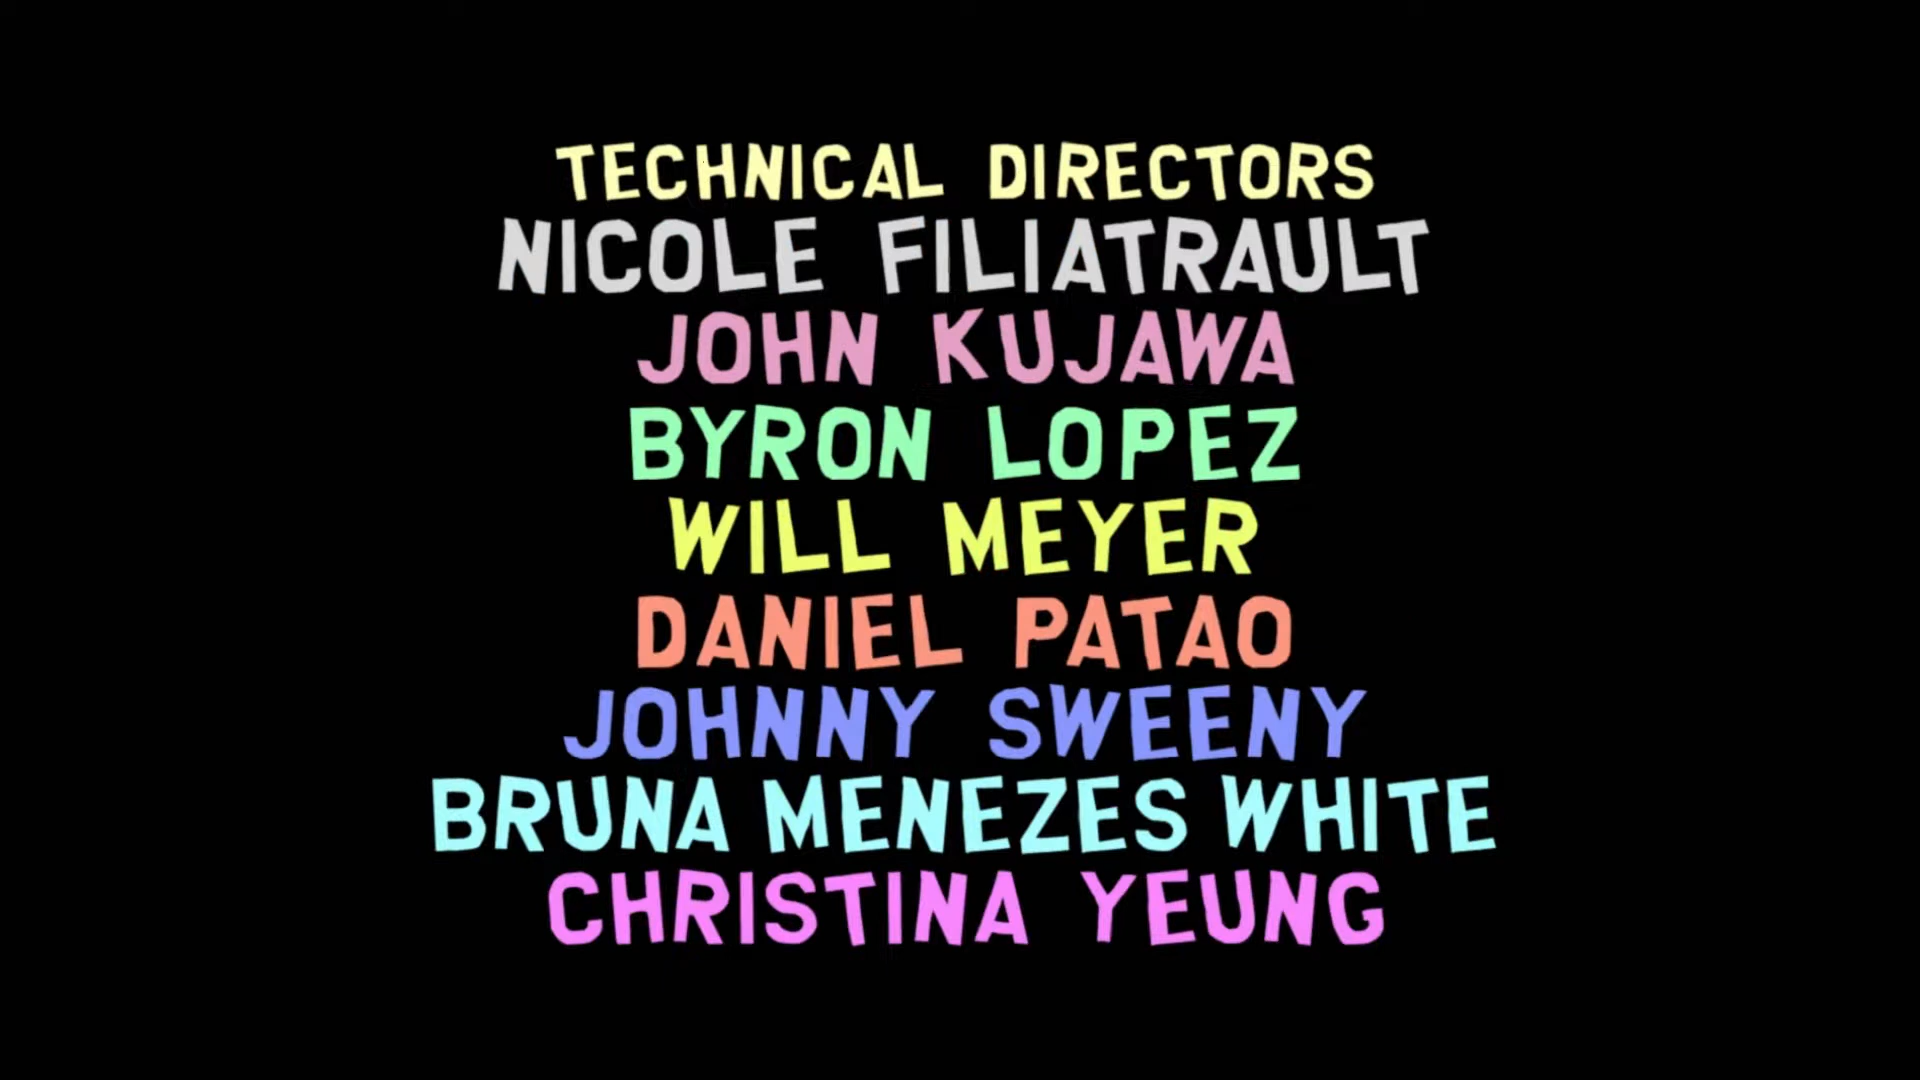 TECHNICAL DIRECTORS
NICOLE FILIATRAULT
JOHN KUJAWA
BYRON LOPEZ
WILL MEYER
DANIEL PATAO
JOHNNY SWEENY
BRUNA MENEZES WHITE
CHRISTINA YEUNG